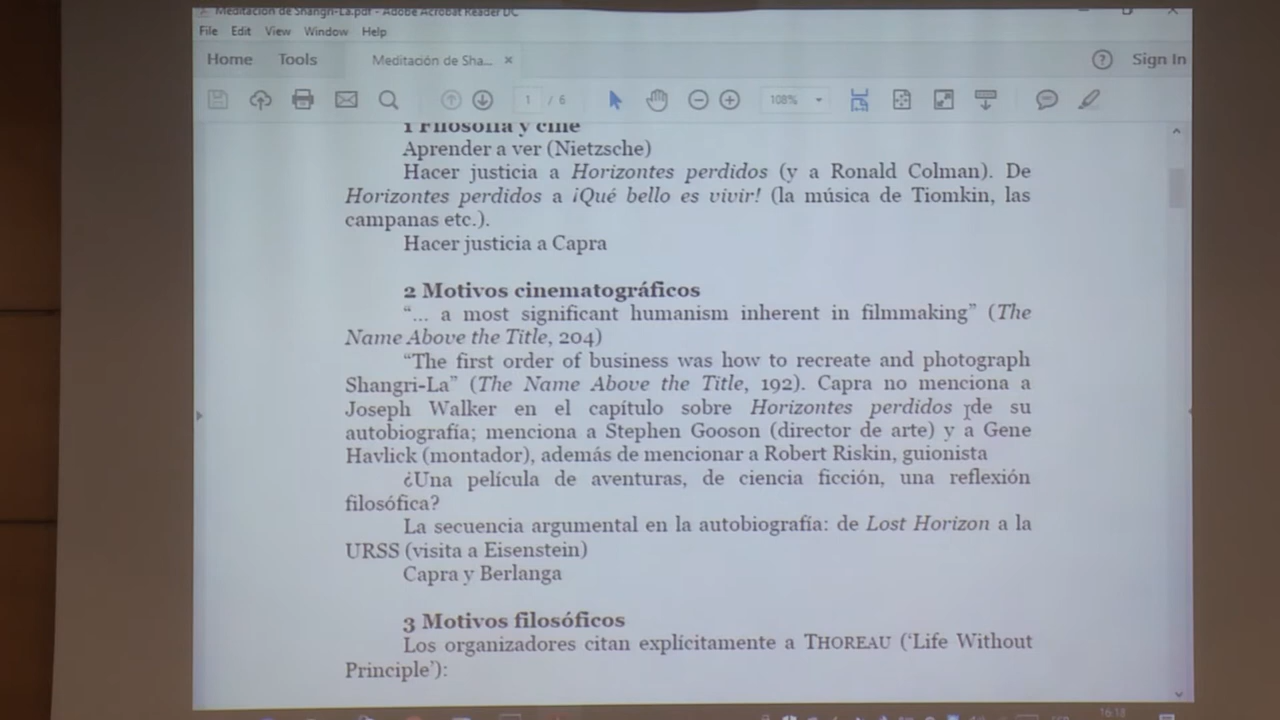 Meditación de Shangri-La.pdf - Adobe Acrobat Reader DC
File Edit View Window Help
Home Tools Meditación de Sha... × ? Sign In
1 / 6 108%
1 Filosofía y cine
Aprender a ver (Nietzsche)
Hacer justicia a Horizontes perdidos (y a Ronald Colman). De
Horizontes perdidos a ¡Qué bello es vivir! (la música de Tiomkin, las
campanas etc.).
Hacer justicia a Capra
2 Motivos cinematográficos
“... a most significant humanism inherent in filmmaking” (The
Name Above the Title, 204)
“The first order of business was how to recreate and photograph
Shangri-La” (The Name Above the Title, 192). Capra no menciona a
Joseph Walker en el capítulo sobre Horizontes perdidos de su
autobiografía; menciona a Stephen Gooson (director de arte) y a Gene
Havlick (montador), además de mencionar a Robert Riskin, guionista
¿Una película de aventuras, de ciencia ficción, una reflexión
filosófica?
La secuencia argumental en la autobiografía: de Lost Horizon a la
URSS (visita a Eisenstein)
Capra y Berlanga
3 Motivos filosóficos
Los organizadores citan explícitamente a THOREAU (‘Life Without
Principle’):